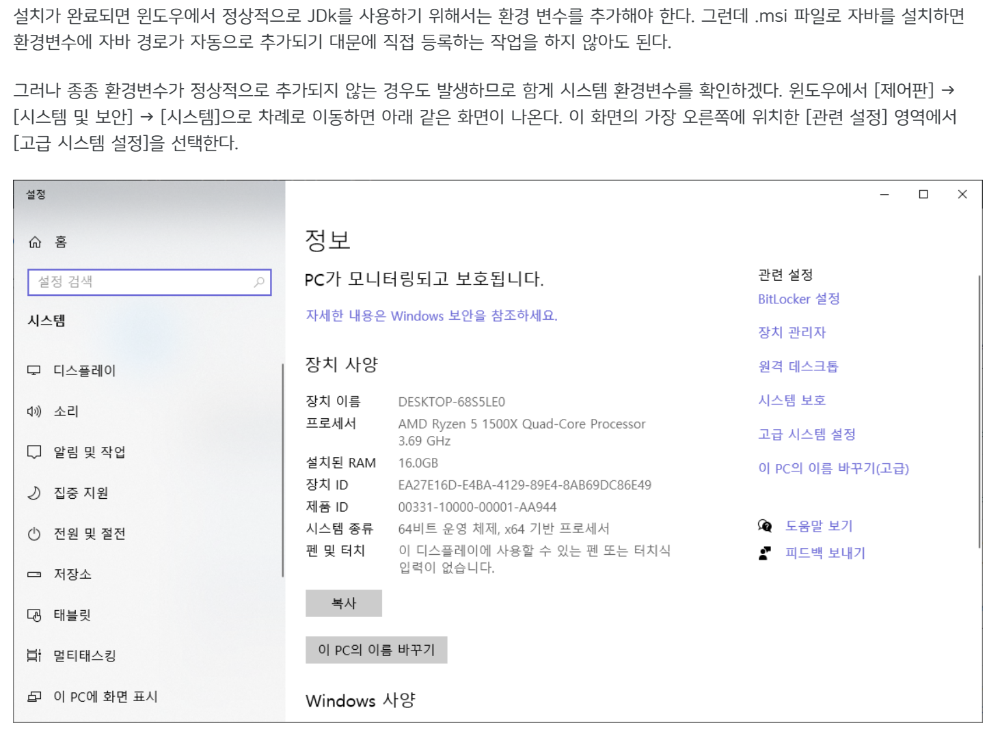 설치가 완료되면 윈도우에서 정상적으로 JDk를 사용하기 위해서는 환경 변수를 추가해야 한다. 그런데 .msi 파일로 자바를 설치하면
환경변수에 자바 경로가 자동으로 추가되기 대문에 직접 등록하는 작업을 하지 않아도 된다.
그러나 종종 환경변수가 정상적으로 추가되지 않는 경우도 발생하므로 함께 시스템 환경변수를 확인하겠다. 윈도우에서 [제어판] →
[시스템 및 보안] → [시스템]으로 차례로 이동하면 아래 같은 화면이 나온다. 이 화면의 가장 오른쪽에 위치한 [관련 설정] 영역에서
[고급 시스템 설정]을 선택한다.
설정
홈
설정 검색
시스템
디스플레이
소리
알림 및 작업
집중 지원
전원 및 절전
저장소
태블릿
멀티태스킹
이 PC에 화면 표시
정보
PC가 모니터링되고 보호됩니다.
자세한 내용은 Windows 보안을 참조하세요.
장치 사양
장치 이름 DESKTOP-68S5LE0
프로세서 AMD Ryzen 5 1500X Quad-Core Processor
3.69 GHz
설치된 RAM 16.0GB
장치 ID EA27E16D-E4BA-4129-89E4-8AB69DC86E49
제품 ID 00331-10000-00001-AA944
시스템 종류 64비트 운영 체제, x64 기반 프로세서
펜 및 터치 이 디스플레이에 사용할 수 있는 펜 또는 터치식
입력이 없습니다.
복사
이 PC의 이름 바꾸기
Windows 사양
관련 설정
BitLocker 설정
장치 관리자
원격 데스크톱
시스템 보호
고급 시스템 설정
이 PC의 이름 바꾸기(고급)
도움말 보기
피드백 보내기